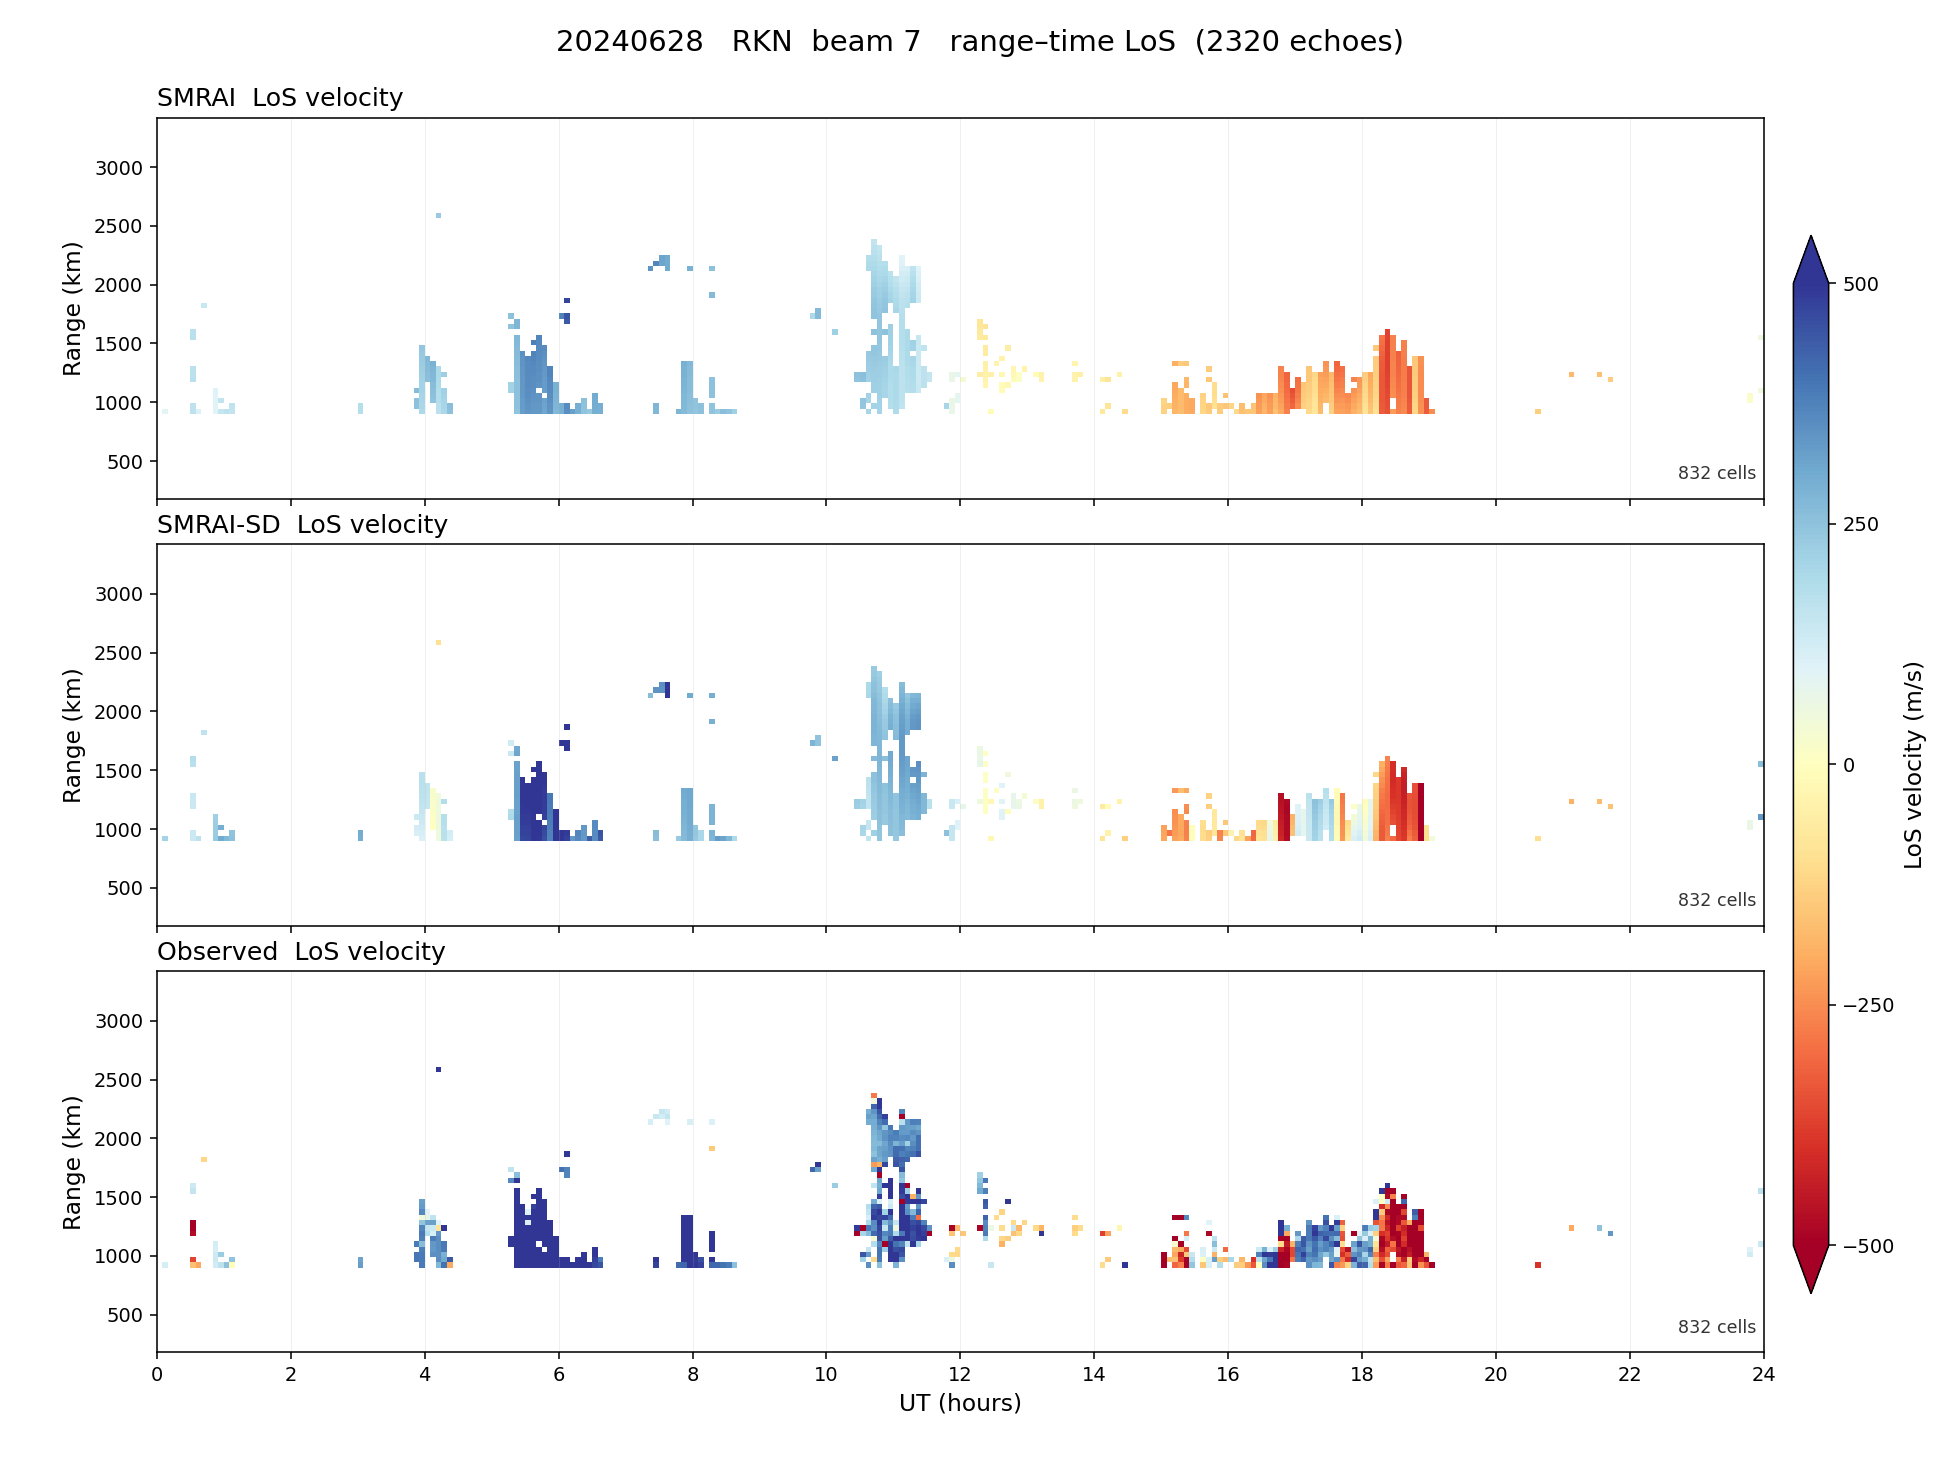 20240628   RKN  beam 7   range–time LoS  (2320 echoes)
SMRAI  LoS velocity
3000
2500
2000
1500
1000
500
Range (km)
832 cells
SMRAI-SD  LoS velocity
3000
2500
2000
1500
1000
500
Range (km)
832 cells
Observed  LoS velocity
3000
2500
2000
1500
1000
500
Range (km)
832 cells
0 2 4 6 8 10 12 14 16 18 20 22 24
UT (hours)
500
250
0
−250
−500
LoS velocity (m/s)